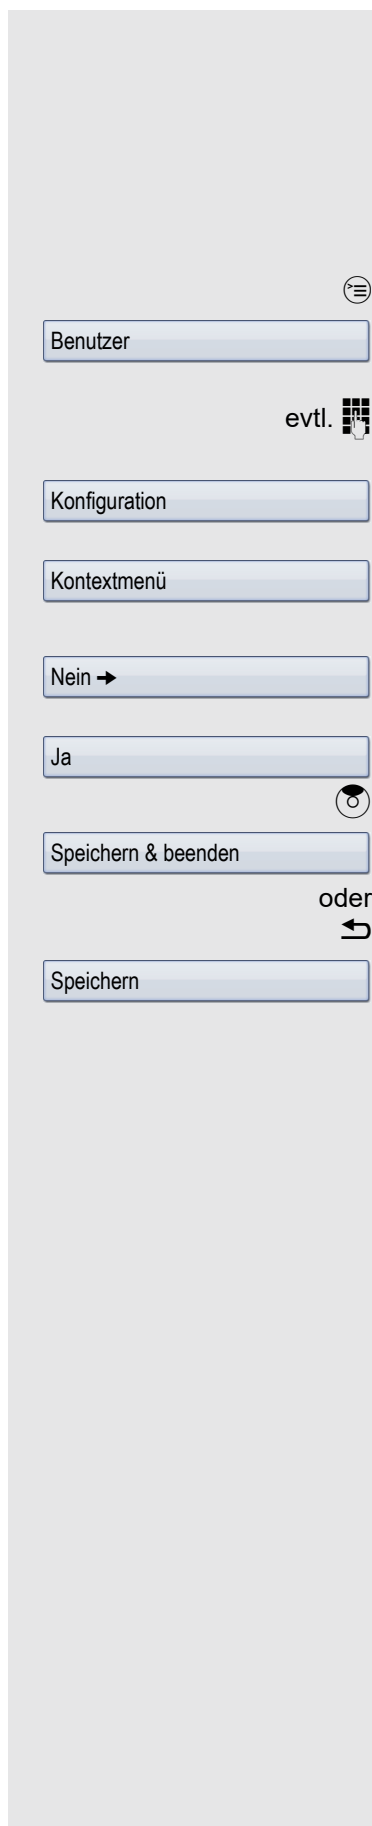 Benutzer
evtl.
Konfiguration
Kontextmenü
Nein →
Ja
Speichern & beenden
oder
Speichern